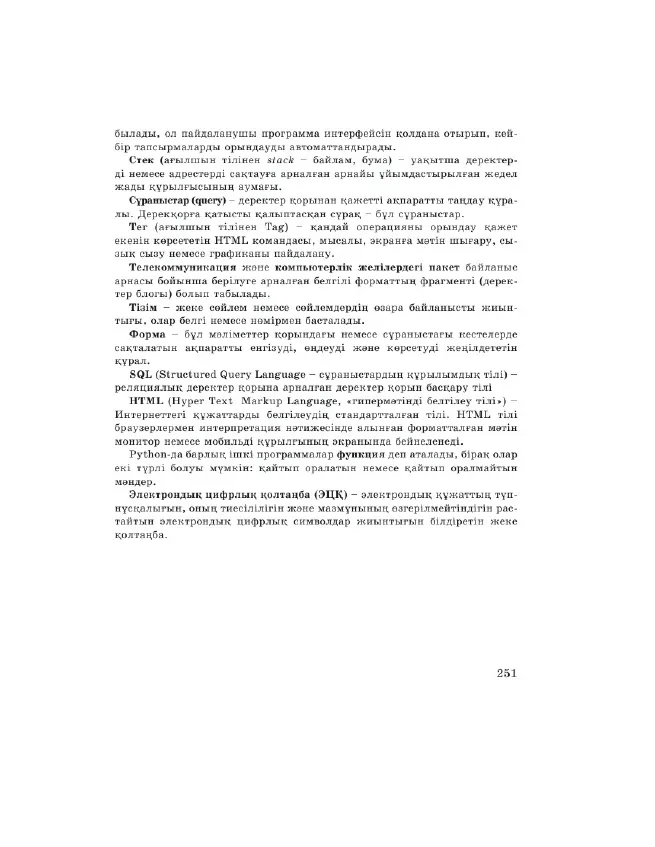 былады, ол пайдаланушы программа интерфейсін қолдана отырып, кей-
бір тапсырмаларды орындауды автоматтандырады.
Стек (ағылшын тілінен stack – байлам, бума) – уақытша деректер-
ді немесе адрестерді сақтауға арналған арнайы ұйымдастырылған жедел
жады құрылғысының аумағы.
Сұраныстар (query) – деректер қорынан қажетті ақпаратты таңдау құра-
лы. Дерекқорға қатысты қалыптасқан сұрақ – бұл сұраныстар.
Тег (ағылшын тілінен Tag) – қандай операцияны орындау қажет
екенін көрсететін HTML командасы, мысалы, экранға мәтін шығару, сы-
зық сызу немесе графиканы пайдалану.
Телекоммуникация және компьютерлік желілердегі пакет байланыс
арнасы бойынша берілуге арналған белгілі форматтың фрагменті (дерек-
тер блогы) болып табылады.
Тізім – жеке сөйлем немесе сөйлемдердің өзара байланысты жиын-
тығы, олар белгі немесе нөмірмен басталады.
Форма – бұл мәліметтер қорындағы немесе сұраныстағы кестелерде
сақталатын ақпаратты енгізуді, өңдеуді және көрсетуді жеңілдететін
құрал.
SQL (Structured Query Language – сұраныстардың құрылымдық тілі) –
реляциялық деректер қорына арналған деректер қорын басқару тілі
HTML (Hyper Text Markup Language, «гипермәтінді белгілеу тілі») –
Интернеттегі құжаттарды белгілеудің стандартталған тілі. HTML тілі
браузерлермен интерпретация нәтижесінде алынған форматталған мәтін
монитор немесе мобильді құрылғының экранында бейнеленеді.
Python-да барлық ішкі программалар функция деп аталады, бірақ олар
екі түрлі болуы мүмкін: қайтып оралатын немесе қайтып оралмайтын
мәндер.
Электрондық цифрлық қолтаңба (ЭЦҚ) – электрондық құжаттың түп-
нұсқалығын, оның тиесілілігін және мазмұнының өзгерілмейтіндігін рас-
тайтын электрондық цифрлық символдар жиынтығын білдіретін жеке
қолтаңба.
251